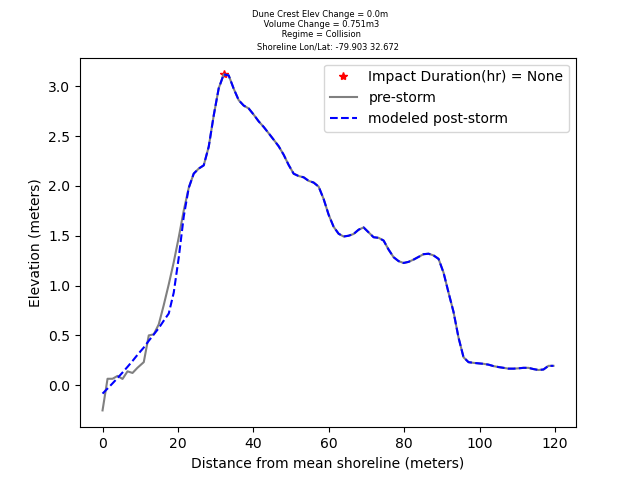 Dune Crest Elev Change = 0.0m
Volume Change = 0.751m3
Regime = Collision
Shoreline Lon/Lat: -79.903 32.672
Impact Duration(hr) = None
pre-storm
modeled post-storm
3.0
2.5
2.0
1.5
1.0
0.5
0.0
Elevation (meters)
0 20 40 60 80 100 120
Distance from mean shoreline (meters)